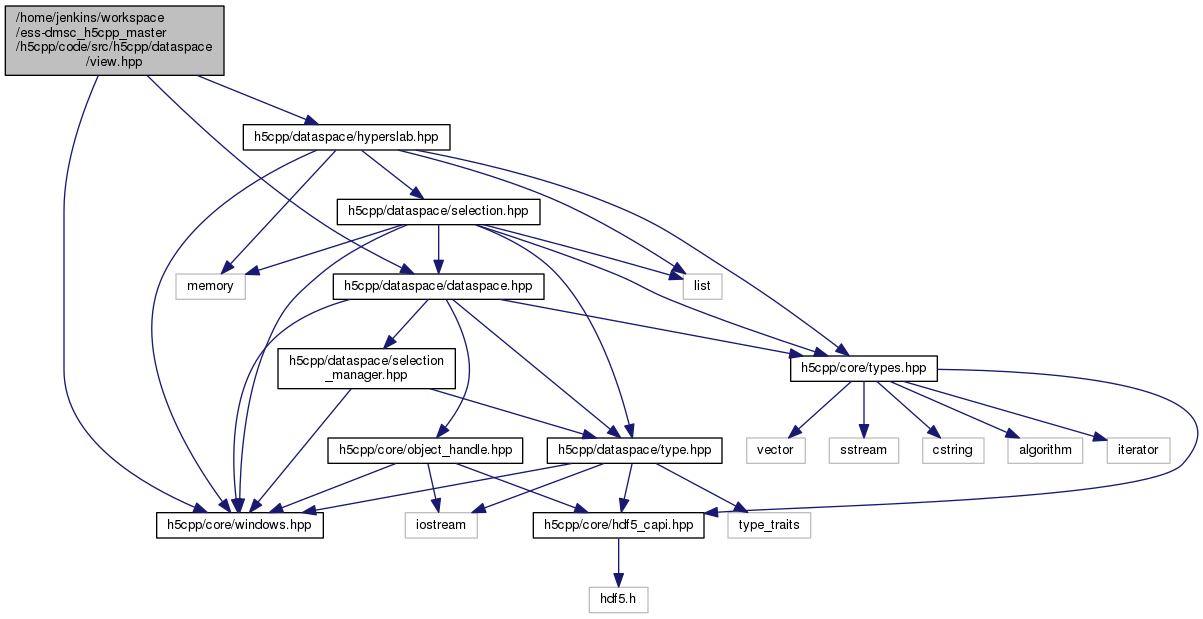 /home/jenkins/workspace
/ess-dmsc_h5cpp_master
/h5cpp/code/src/h5cpp/dataspace
/view.hpp
h5cpp/dataspace/hyperslab.hpp
h5cpp/dataspace/selection.hpp
memory
h5cpp/dataspace/dataspace.hpp
list
h5cpp/dataspace/selection
_manager.hpp
h5cpp/core/types.hpp
h5cpp/core/object_handle.hpp
h5cpp/dataspace/type.hpp
vector
sstream
cstring
algorithm
iterator
h5cpp/core/windows.hpp
iostream
h5cpp/core/hdf5_capi.hpp
type_traits
hdf5.h